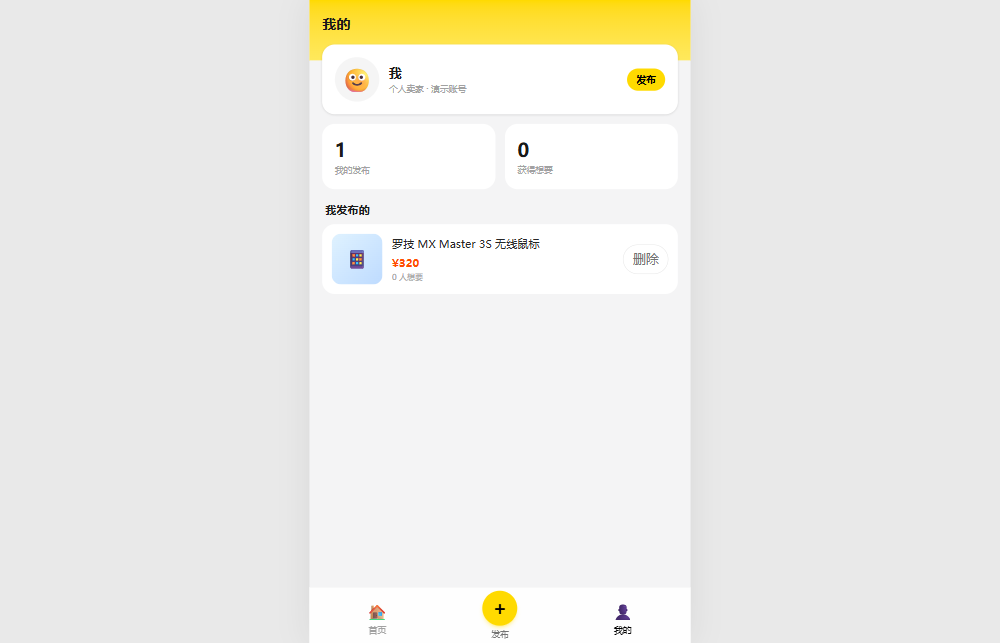 我的
我
个人卖家 · 演示账号
发布
1
我的发布
0
获得想要
我发布的
罗技 MX Master 3S 无线鼠标
¥320
0 人想要
删除
首页
+
发布
我的